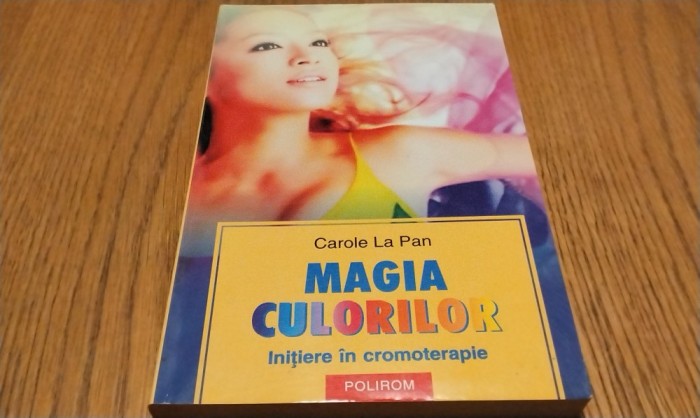 Carole La Pan
MAGIA
CULORILOR
Inițiere în cromoterapie
POLIROM